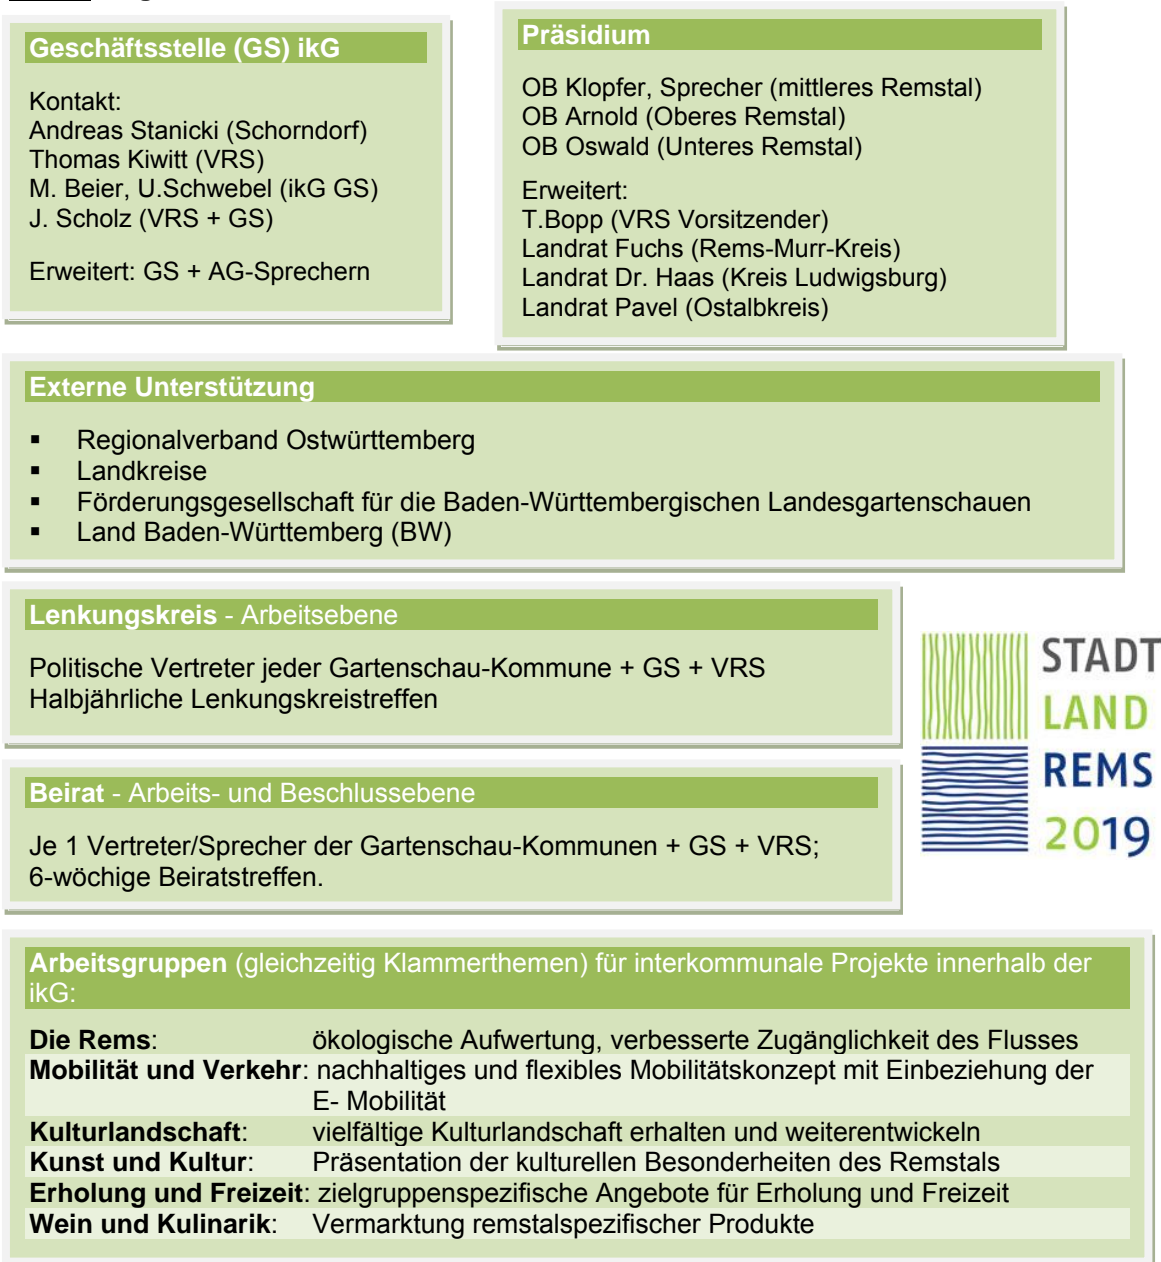 Geschäftsstelle (GS) ikG
Kontakt:
Andreas Stanicki (Schorndorf)
Thomas Kiwitt (VRS)
M. Beier, U.Schwebel (ikG GS)
J. Scholz (VRS + GS)
Erweitert: GS + AG-Sprechern
Präsidium
OB Klopfer, Sprecher (mittleres Remstal)
OB Arnold (Oberes Remstal)
OB Oswald (Unteres Remstal)
Erweitert:
T.Bopp (VRS Vorsitzender)
Landrat Fuchs (Rems-Murr-Kreis)
Landrat Dr. Haas (Kreis Ludwigsburg)
Landrat Pavel (Ostalbkreis)
Externe Unterstützung
▪ Regionalverband Ostwürttemberg
▪ Landkreise
▪ Förderungsgesellschaft für die Baden-Württembergischen Landesgartenschauen
▪ Land Baden-Württemberg (BW)
Lenkungskreis - Arbeitsebene
Politische Vertreter jeder Gartenschau-Kommune + GS + VRS
Halbjährliche Lenkungskreistreffen
STADT
LAND
REMS
2019
Beirat - Arbeits- und Beschlussebene
Je 1 Vertreter/Sprecher der Gartenschau-Kommunen + GS + VRS;
6-wöchige Beiratstreffen.
Arbeitsgruppen (gleichzeitig Klammerthemen) für interkommunale Projekte innerhalb der
ikG:
Die Rems: ökologische Aufwertung, verbesserte Zugänglichkeit des Flusses
Mobilität und Verkehr: nachhaltiges und flexibles Mobilitätskonzept mit Einbeziehung der
E- Mobilität
Kulturlandschaft: vielfältige Kulturlandschaft erhalten und weiterentwickeln
Kunst und Kultur: Präsentation der kulturellen Besonderheiten des Remstals
Erholung und Freizeit: zielgruppenspezifische Angebote für Erholung und Freizeit
Wein und Kulinarik: Vermarktung remstalspezifischer Produkte